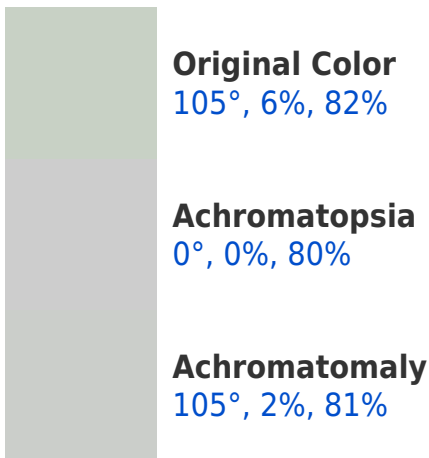 Original Color
105°, 6%, 82%
Achromatopsia
0°, 0%, 80%
Achromatomaly
105°, 2%, 81%